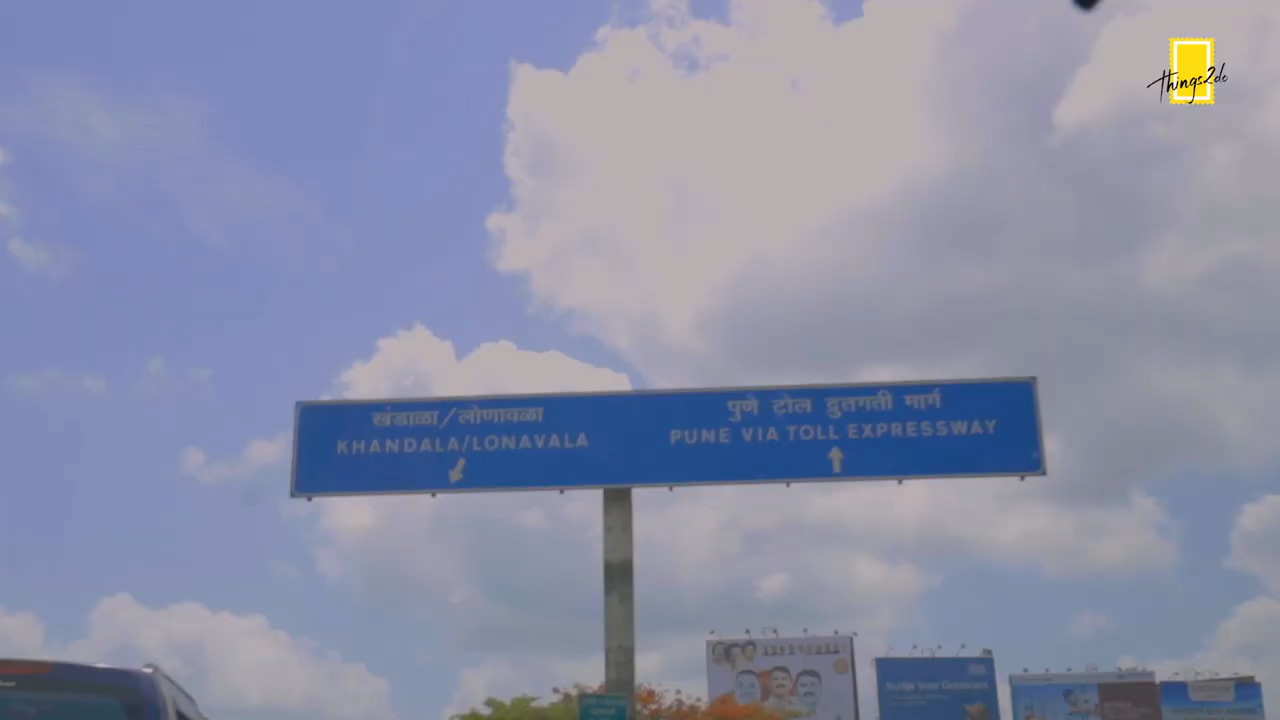 Things2do
खंडाळा/लोणावळा
KHANDALA/LONAVALA
पुणे टोल द्रुतगती मार्ग
PUNE VIA TOLL EXPRESSWAY